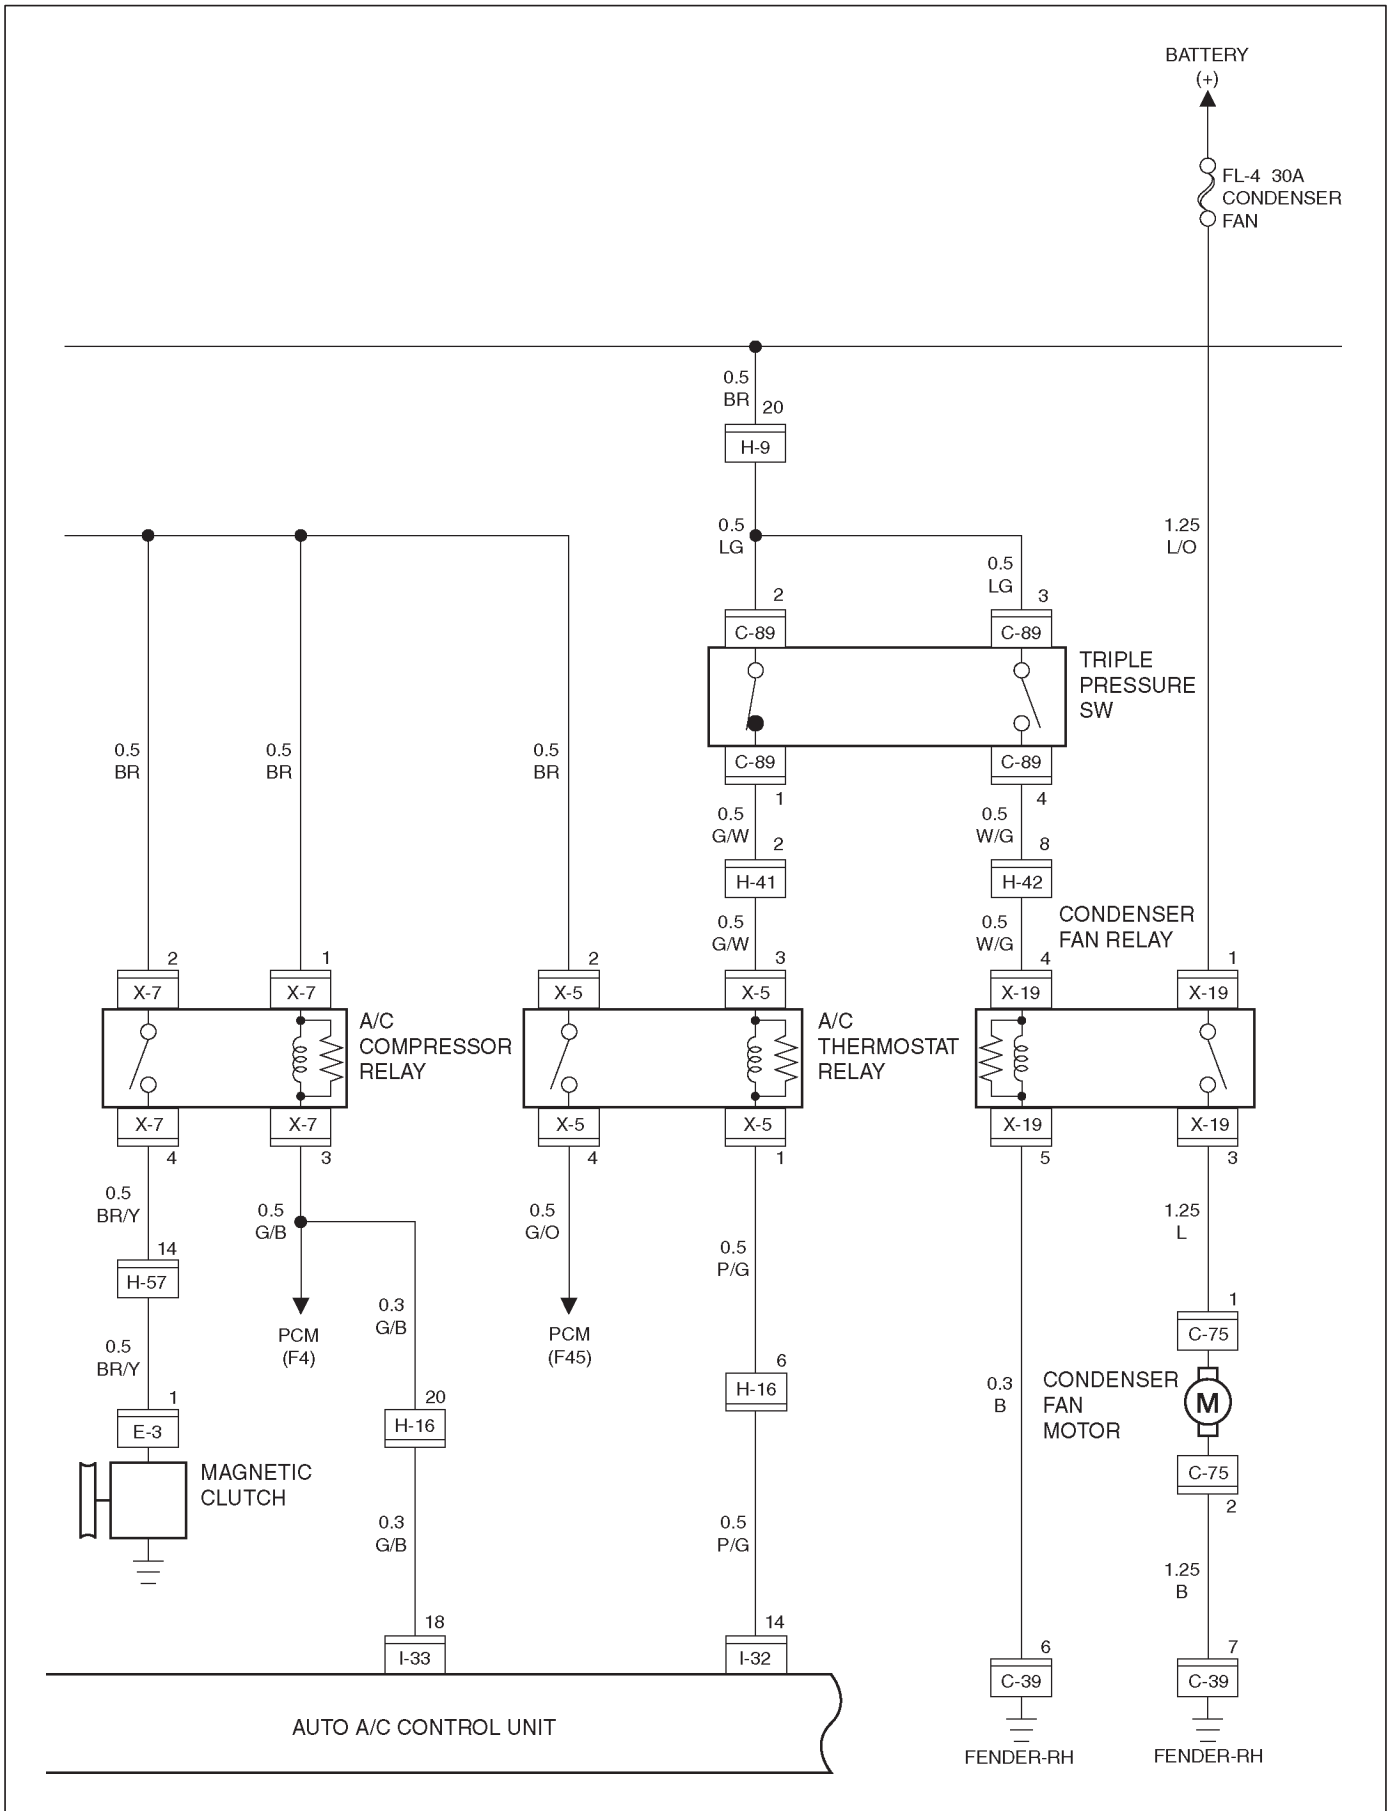 BATTERY
(+)
FL-4 30A
CONDENSER
FAN
0.5
BR
20
H-9
0.5
LG
0.5
LG
1.25
L/O
2
3
C-89
C-89
TRIPLE
PRESSURE
SW
0.5
BR
0.5
BR
0.5
BR
C-89
C-89
1
4
0.5
G/W
0.5
W/G
2
8
H-41
H-42
0.5
G/W
0.5
W/G
CONDENSER
FAN RELAY
2
1
2
3
4
1
X-7
X-7
X-5
X-5
X-19
X-19
A/C
COMPRESSOR
RELAY
A/C
THERMOSTAT
RELAY
X-7
X-7
X-5
X-5
X-19
X-19
4
3
4
1
5
3
0.5
BR/Y
0.5
G/B
0.5
G/O
0.5
P/G
1.25
L
14
H-57
0.3
G/B
1
PCM
(F4)
PCM
(F45)
C-75
0.5
BR/Y
6
H-16
0.3
B
CONDENSER
FAN
MOTOR
M
1
E-3
20
H-16
C-75
2
MAGNETIC
CLUTCH
0.3
G/B
0.5
P/G
1.25
B
18
14
6
7
I-33
I-32
C-39
C-39
AUTO A/C CONTROL UNIT
FENDER-RH
FENDER-RH